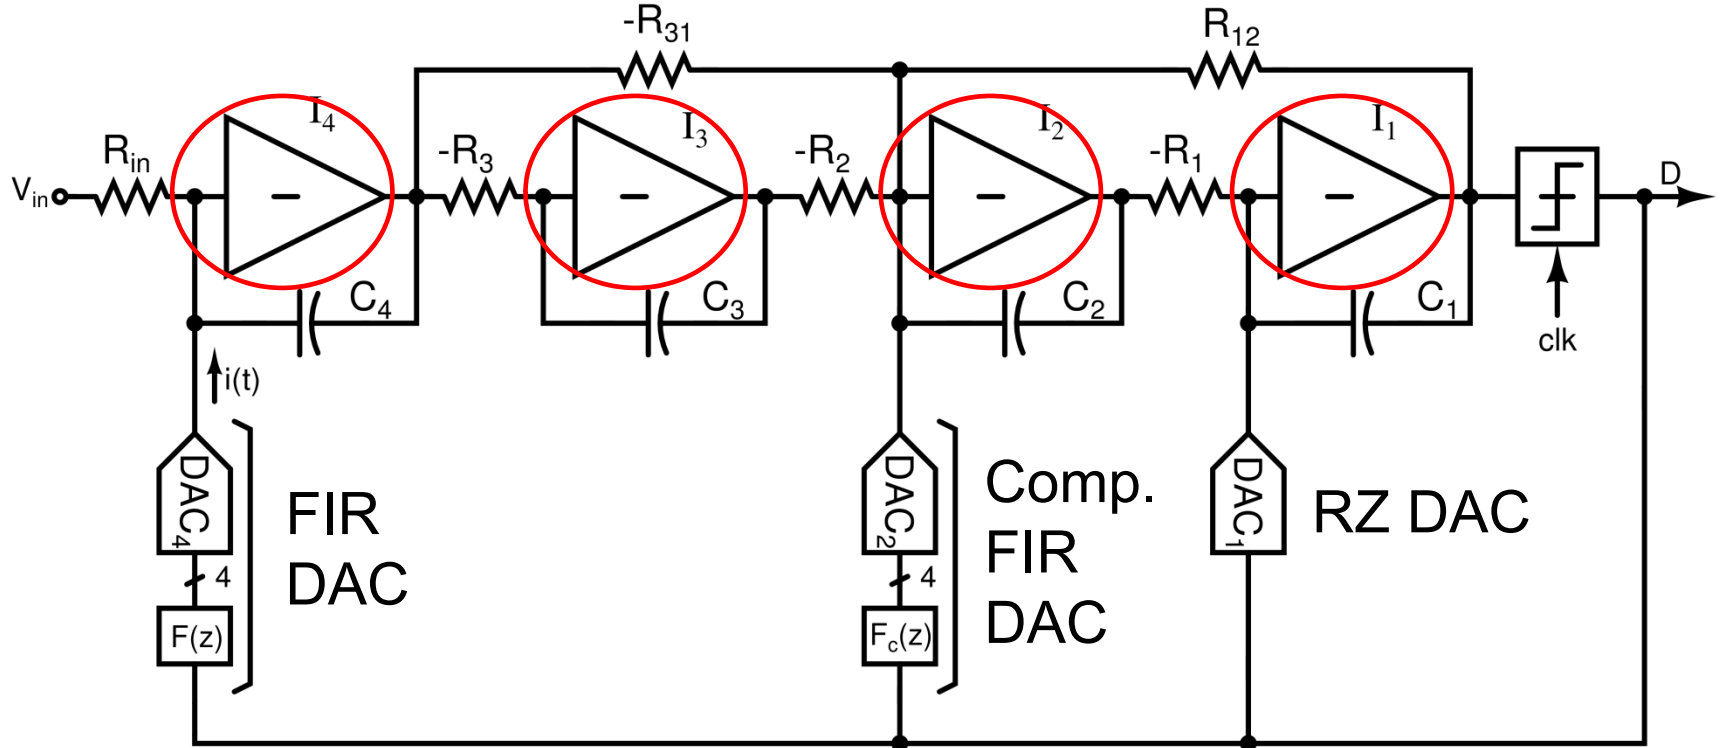 -R31
R12
I4
I3
I2
I1
Rin
-R3
-R2
-R1
Vin
D
C4
C3
C2
C1
clk
i(t)
DAC4
FIR
DAC
4
F(z)
DAC2
Comp.
FIR
DAC
4
Fc(z)
DAC1
RZ DAC